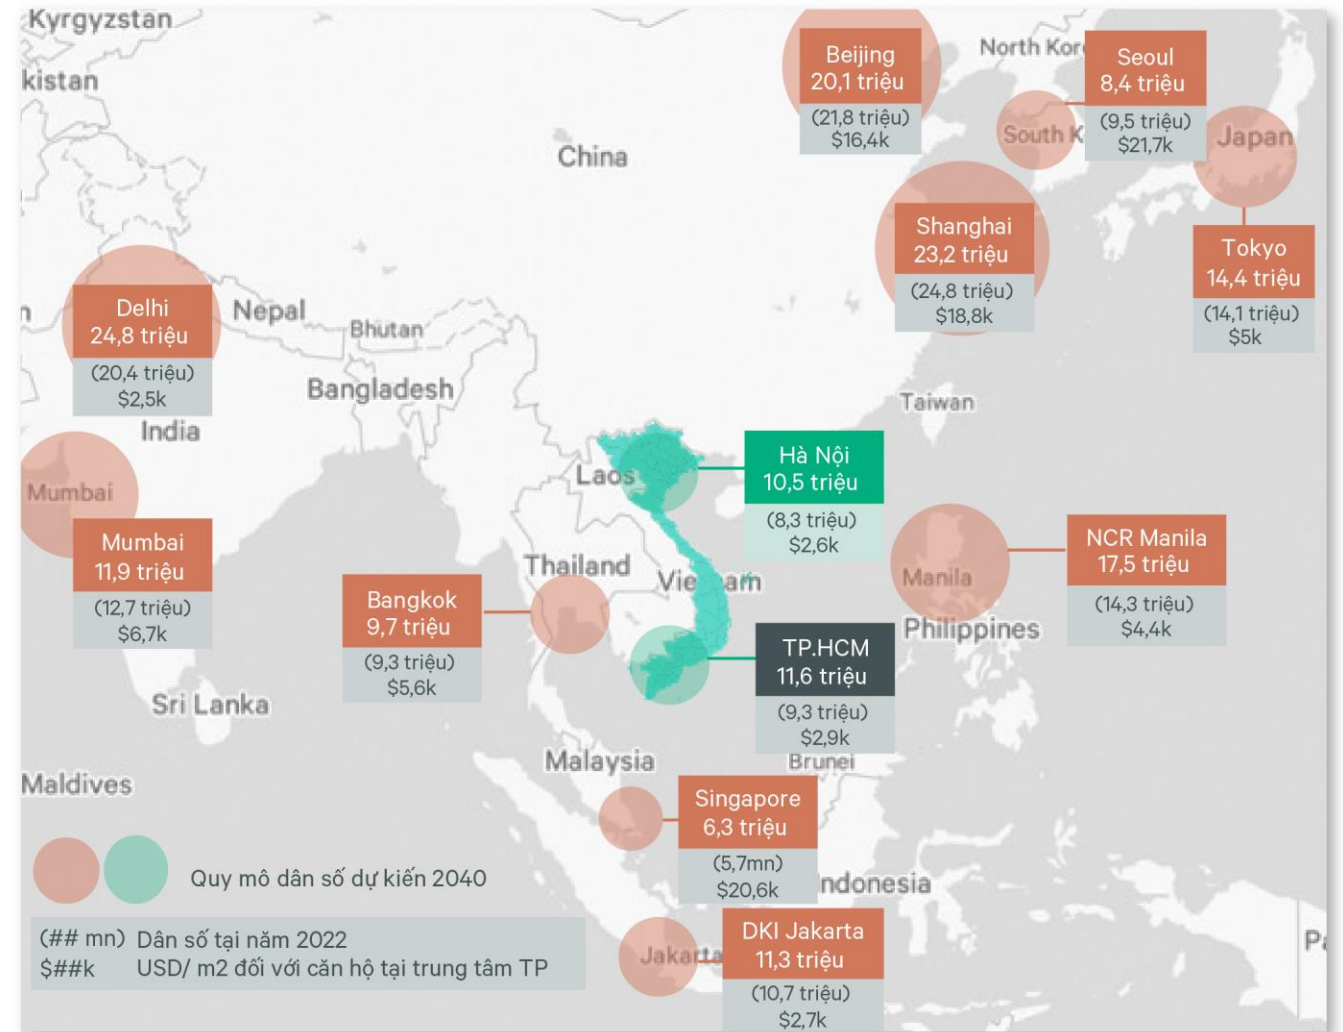 Kyrgyzstan
kistan
China
North Kor
South K
Japan
Beijing
20,1 triệu
(21,8 triệu)
$16,4k
Seoul
8,4 triệu
(9,5 triệu)
$21,7k
Shanghai
23,2 triệu
(24,8 triệu)
$18,8k
Tokyo
14,4 triệu
(14,1 triệu)
$5k
Delhi
24,8 triệu
(20,4 triệu)
$2,5k
Nepal
Bhutan
Bangladesh
India
Taiwan
Laos
Hà Nội
10,5 triệu
(8,3 triệu)
$2,6k
Mumbai
Mumbai
11,9 triệu
(12,7 triệu)
$6,7k
Thailand
Vietnam
Bangkok
9,7 triệu
(9,3 triệu)
$5,6k
Manila
Philippines
NCR Manila
17,5 triệu
(14,3 triệu)
$4,4k
TP.HCM
11,6 triệu
(9,3 triệu)
$2,9k
Sri Lanka
Malaysia
Brunei
Maldives
Singapore
6,3 triệu
(5,7mn)
$20,6k
ndonesia
Jakarta
DKI Jakarta
11,3 triệu
(10,7 triệu)
$2,7k
Quy mô dân số dự kiến 2040
(## mn) Dân số tại năm 2022
$##k USD/ m2 đối với căn hộ tại trung tâm TP